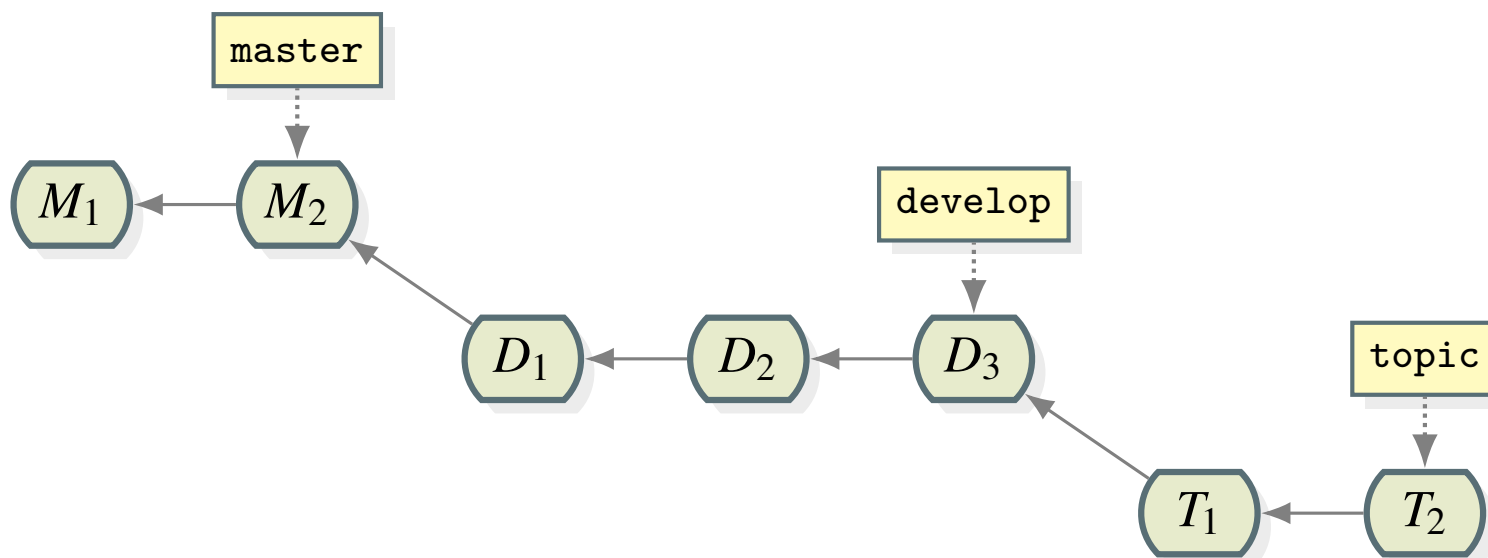 master
M₁ M₂
develop
D₁ D₂ D₃
topic
T₁ T₂